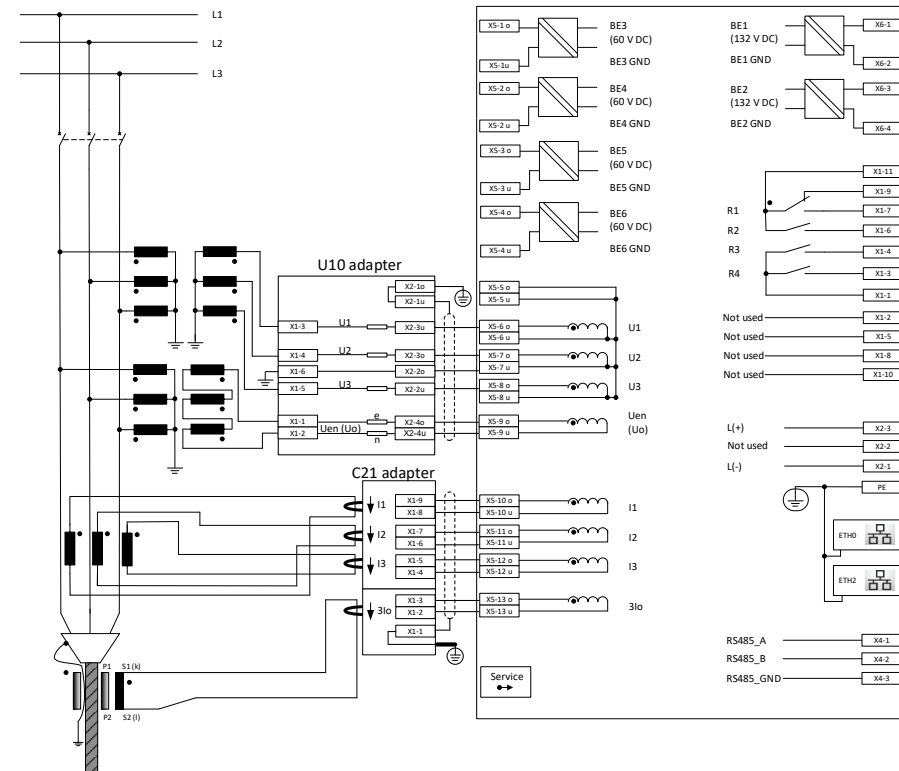 L1
L2
L3
X5-1 o
BE3
(60 V DC)
X5-1u
BE3 GND
X5-2 o
BE4
(60 V DC)
X5-2 u
BE4 GND
X5-3 o
BE5
(60 V DC)
X5-3 u
BE5 GND
X5-4 o
BE6
(60 V DC)
X5-4 u
BE6 GND
BE1
(132 V DC)
BE1 GND
X6-1
X6-2
BE2
(132 V DC)
BE2 GND
X6-3
X6-4
X1-11
X1-9
R1
X1-7
R2
X1-6
R3
X1-4
R4
X1-3
X1-1
Not used
X1-2
Not used
X1-5
Not used
X1-8
Not used
X1-10
U10 adapter
X2-1o
X2-1u
X1-3
U1
X2-3u
X1-4
U2
X2-3o
X1-6
X2-2o
X1-5
U3
X2-2u
X1-1
e
X2-4o
X1-2
Uen (Uo)
n
X2-4u
X5-5 o
X5-5 u
X5-6 o
X5-6 u
U1
X5-7 o
X5-7 u
U2
X5-8 o
X5-8 u
U3
X5-9 o
X5-9 u
Uen
(Uo)
C21 adapter
I1
X1-9
X1-8
I2
X1-7
X1-6
I3
X1-5
X1-4
3Io
X1-3
X1-2
X1-1
X5-10 o
X5-10 u
I1
X5-11 o
X5-11 u
I2
X5-12 o
X5-12 u
I3
X5-13 o
X5-13 u
3Io
L(+)
X2-3
Not used
X2-2
L(-)
X2-1
PE
ETH0
ETH2
RS485_A
X4-1
RS485_B
X4-2
RS485_GND
X4-3
Service
P1
S1 (k)
P2
S2 (l)